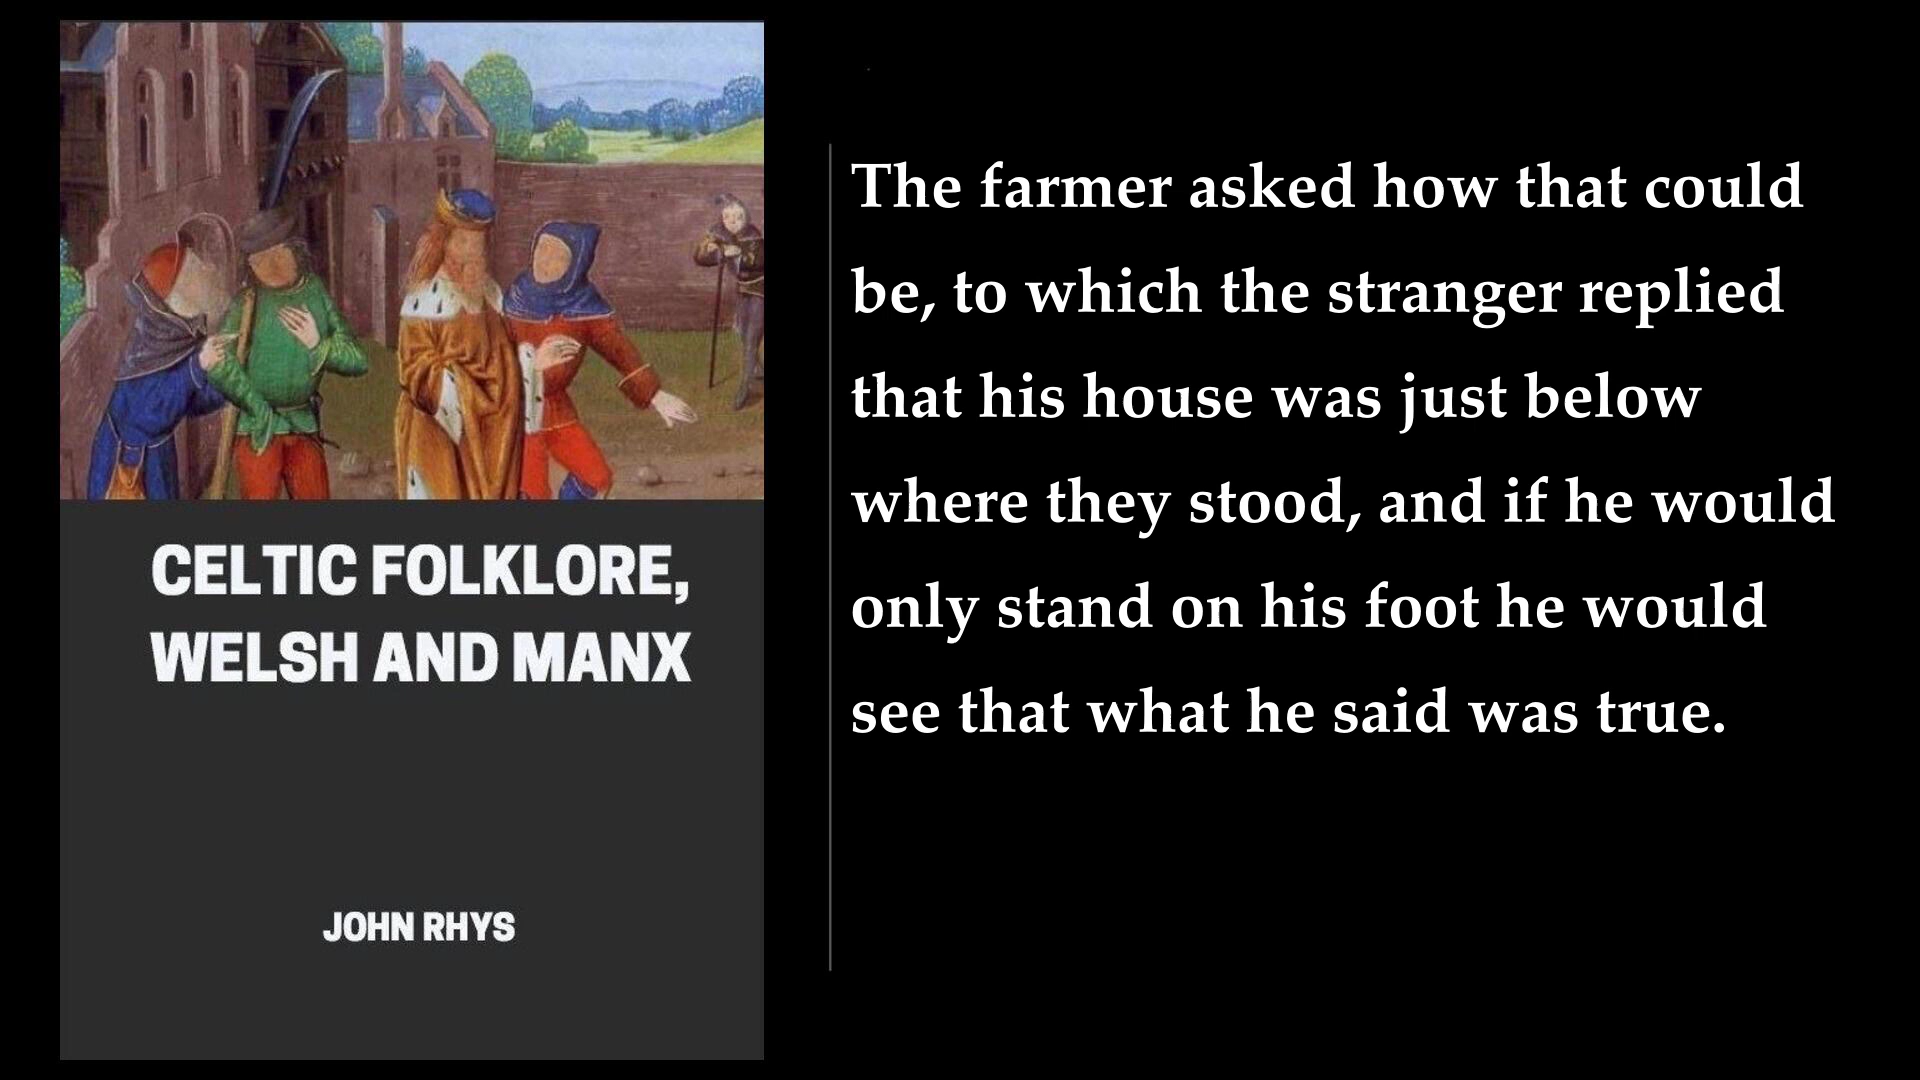 CELTIC FOLKLORE,
WELSH AND MANX
JOHN RHYS
The farmer asked how that could
be, to which the stranger replied
that his house was just below
where they stood, and if he would
only stand on his foot he would
see that what he said was true.